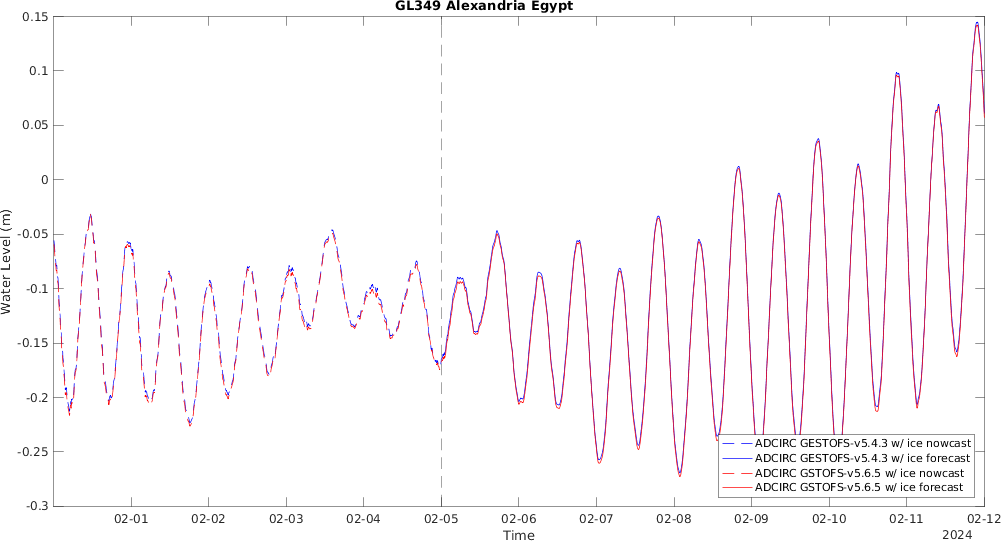 GL349 Alexandria Egypt
0.15
0.1
0.05
0
-0.05
-0.1
-0.15
-0.2
-0.25
-0.3
Water Level (m)
ADCIRC GESTOFS-v5.4.3 w/ ice nowcast
ADCIRC GESTOFS-v5.4.3 w/ ice forecast
ADCIRC GSTOFS-v5.6.5 w/ ice nowcast
ADCIRC GSTOFS-v5.6.5 w/ ice forecast
02-01 02-02 02-03 02-04 02-05 02-06 02-07 02-08 02-09 02-10 02-11 02-12
Time
2024